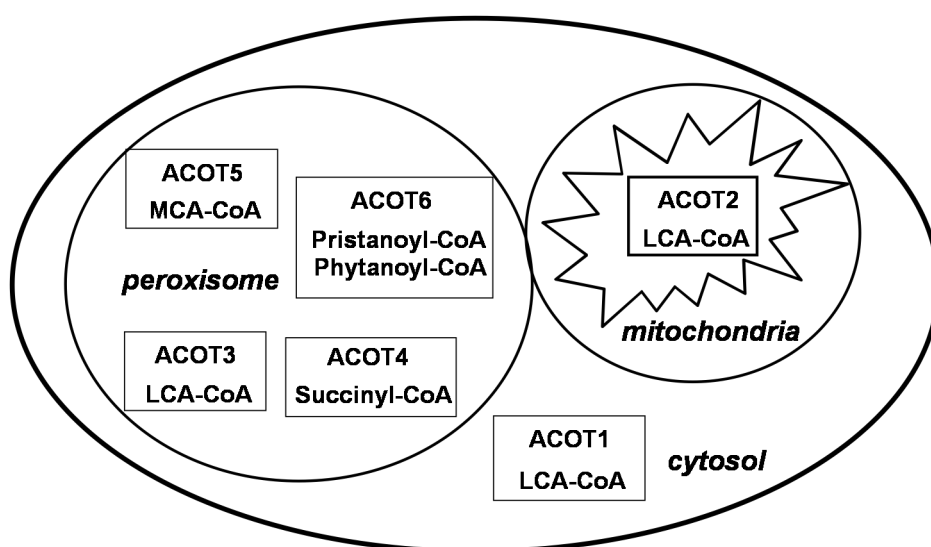 ACOT5
MCA-CoA
ACOT6
Pristanoyl-CoA
Phytanoyl-CoA
peroxisome
ACOT3
LCA-CoA
ACOT4
Succinyl-CoA
ACOT2
LCA-CoA
mitochondria
ACOT1
LCA-CoA
cytosol